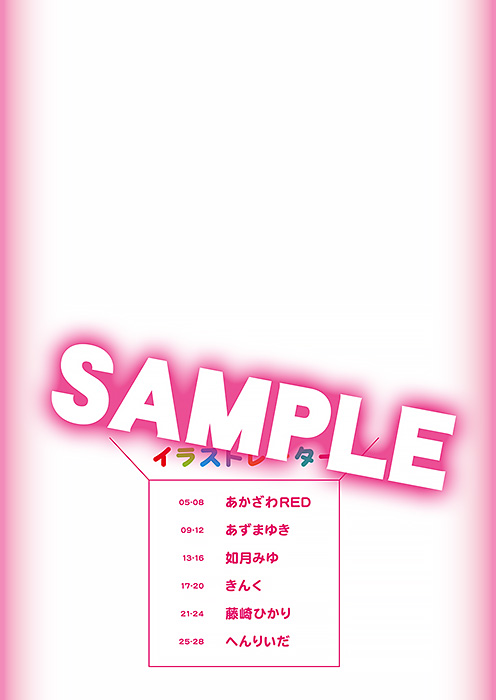 SAMPLE
イラストレーター
05-08 あかざわRED
09-12 あずまゆき
13-16 如月みゆ
17-20 きんく
21-24 藤崎ひかり
25-28 へんりいだ